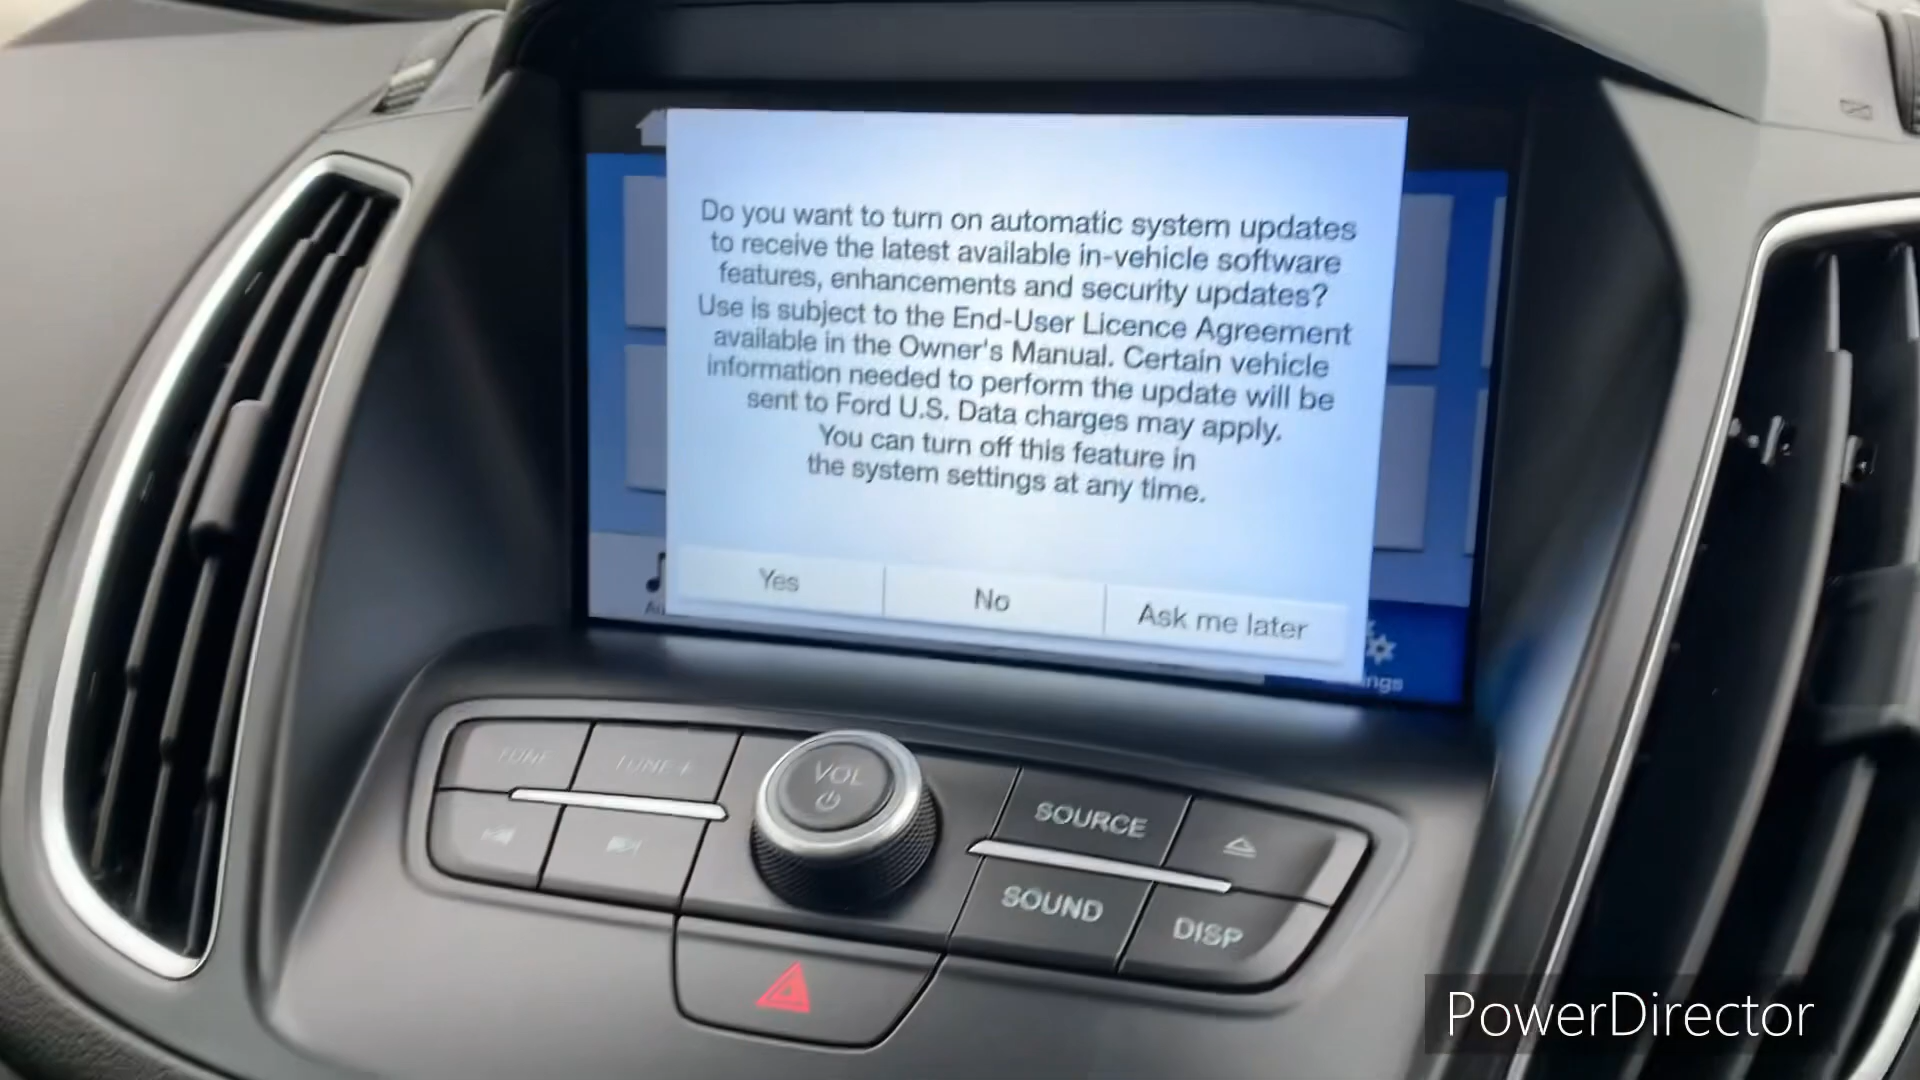 Do you want to turn on automatic system updates
to receive the latest available in-vehicle software
features, enhancements and security updates?
Use is subject to the End-User Licence Agreement
available in the Owner's Manual. Certain vehicle
information needed to perform the update will be
sent to Ford U.S. Data charges may apply.
You can turn off this feature in
the system settings at any time.
Yes
No
Ask me later
ngs
TUNE
TUNE +
VOL
SOURCE
SOUND
DISP
PowerDirector